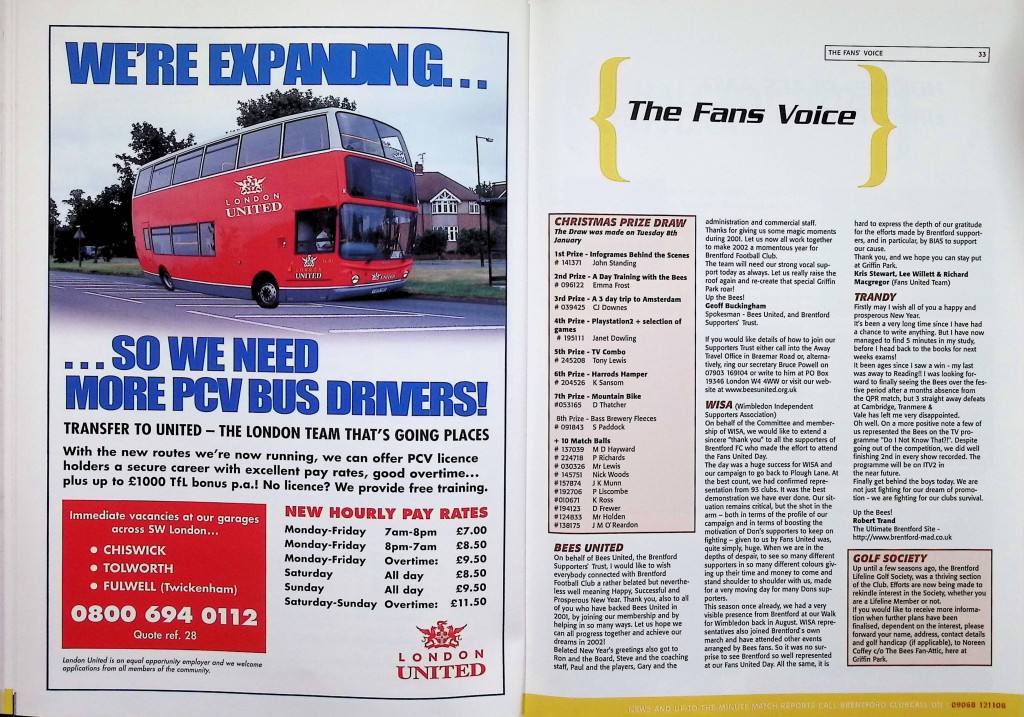 WE'RE EXPANDING...
LONDON
UNITED
...SO WE NEED
MORE PCV BUS DRIVERS!
TRANSFER TO UNITED – THE LONDON TEAM THAT'S GOING PLACES
With the new routes we're now running, we can offer PCV licence
holders a secure career with excellent pay rates, good overtime...
plus up to £1000 TfL bonus p.a.! No licence? We provide free training.
Immediate vacancies at our garages
across SW London...
• CHISWICK
• TOLWORTH
• FULWELL (Twickenham)
0800 694 0112
Quote ref. 28
NEW HOURLY PAY RATES
Monday-Friday 7am-8pm £7.00
Monday-Friday 8pm-7am £8.50
Monday-Friday Overtime: £9.50
Saturday All day £8.50
Sunday All day £9.50
Saturday-Sunday Overtime: £11.50
London United is an equal opportunity employer and we welcome
applications from all members of the community.
LONDON
UNITED
THE FANS' VOICE 33
The Fans Voice
CHRISTMAS PRIZE DRAW
The Draw was made on Tuesday 8th
January
1st Prize - Infogrames Behind the Scenes
# 141371 John Standing
2nd Prize - A Day Training with the Bees
# 096122 Emma Frost
3rd Prize - A 3 day trip to Amsterdam
# 039425 CJ Downes
4th Prize - Playstation2 + selection of
games
# 195111 Janet Dowling
5th Prize - TV Combo
# 245208 Tony Lewis
6th Prize - Harrods Hamper
# 204526 K Sansom
7th Prize - Mountain Bike
#053165 D Thatcher
8th Prize - Bass Brewery Fleeces
# 091843 S Paddock
+ 10 Match Balls
# 137039 M D Hayward
# 224718 P Richards
# 030326 Mr Lewis
# 145751 Nick Woods
#157874 J K Munn
#192706 P Liscombe
#010671 K Ross
#194123 D Frewer
#124833 Mr Holden
#138175 J M O'Reardon
BEES UNITED
On behalf of Bees United, the Brentford
Supporters' Trust, I would like to wish
everybody connected with Brentford
Football Club a rather belated but neverthe-
less well meaning Happy, Successful and
Prosperous New Year. Thank you, also to all
of you who have backed Bees United in
2001, by joining our membership and by
helping in so many ways. Let us hope we
can all progress together and achieve our
dreams in 2002!
Belated New Year's greetings also got to
Ron and the Board, Steve and the coaching
staff, Paul and the players, Gary and the
administration and commercial staff.
Thanks for giving us some magic moments
during 2001. Let us now all work together
to make 2002 a momentous year for
Brentford Football Club.
The team will need our strong vocal sup-
port today as always. Let us really raise the
roof again and re-create that special Griffin
Park roar!
Up the Bees!
Geoff Buckingham
Spokesman - Bees United, and Brentford
Supporters' Trust.
If you would like details of how to join our
Supporters Trust either call into the Away
Travel Office in Braemar Road or, alterna-
tively, ring our secretary Bruce Powell on
07903 169104 or write to him at PO Box
19346 London W4 4WW or visit our web-
site at www.beesunited.org.uk
WISA (Wimbledon Independent
Supporters Association)
On behalf of the Committee and member-
ship of WISA, we would like to extend a
sincere "thank you" to all the supporters of
Brentford FC who made the effort to attend
the Fans United Day.
The day was a huge success for WISA and
our campaign to go back to Plough Lane. At
the best count, we had confirmed repre-
sentation from 93 clubs. It was the best
demonstration we have ever done. Our sit-
uation remains critical, but the shot in the
arm – both in terms of the profile of our
campaign and in terms of boosting the
motivation of Don's supporters to keep on
fighting – given to us by Fans United was,
quite simply, huge. When we are in the
depths of despair, to see so many different
supporters in so many different colours giv-
ing up their time and money to come and
stand shoulder to shoulder with us, made
for a very moving day for many Dons sup-
porters.
This season once already, we had a very
visible presence from Brentford at our Walk
for Wimbledon back in August. WISA repre-
sentatives also joined Brentford's own
march and have attended other events
arranged by Bees fans. So it was no sur-
prise to see Brentford so well represented
at our Fans United Day. All the same, it is
hard to express the depth of our gratitude
for the efforts made by Brentford support-
ers, and in particular, by BIAS to support
our cause.
Thank you, and we hope you can stay put
at Griffin Park.
Kris Stewart, Lee Willett & Richard
Macgregor (Fans United Team)
TRANDY
Firstly may I wish all of you a happy and
prosperous New Year.
It's been a very long time since I have had
a chance to write anything. But I have now
managed to find 5 minutes in my study,
before I head back to the books for next
weeks exams!
It been ages since I saw a win - my last
was away to Reading!! I was looking for-
ward to finally seeing the Bees over the fes-
tive period after a months absence from
the QPR match, but 3 straight away defeats
at Cambridge, Tranmere &
Vale has left me very disappointed.
Oh well. On a more positive note a few of
us represented the Bees on the TV pro-
gramme "Do I Not Know That?!". Despite
going out of the competition, we did well
finishing 2nd in every show recorded. The
programme will be on ITV2 in
the near future.
Finally get behind the boys today. We are
not just fighting for our dream of promo-
tion - we are fighting for our clubs survival.
Up the Bees!
Robert Trand
The Ultimate Brentford Site -
http://www.brentford-mad.co.uk
GOLF SOCIETY
Up until a few seasons ago, the Brentford
Lifeline Golf Society, was a thriving section
of the Club. Efforts are now being made to
rekindle interest in the Society, whether you
are a Lifeline Member or not.
If you would like to receive more informa-
tion when further plans have been
finalised, dependent on the interest, please
forward your name, address, contact details
and golf handicap (if applicable), to Noreen
Coffey c/o The Bees Fan-Attic, here at
Griffin Park.
NEWS AND UP-TO-THE-MINUTE MATCH REPORTS CALL BRENTFORD CLUBCALL ON 09068 121108